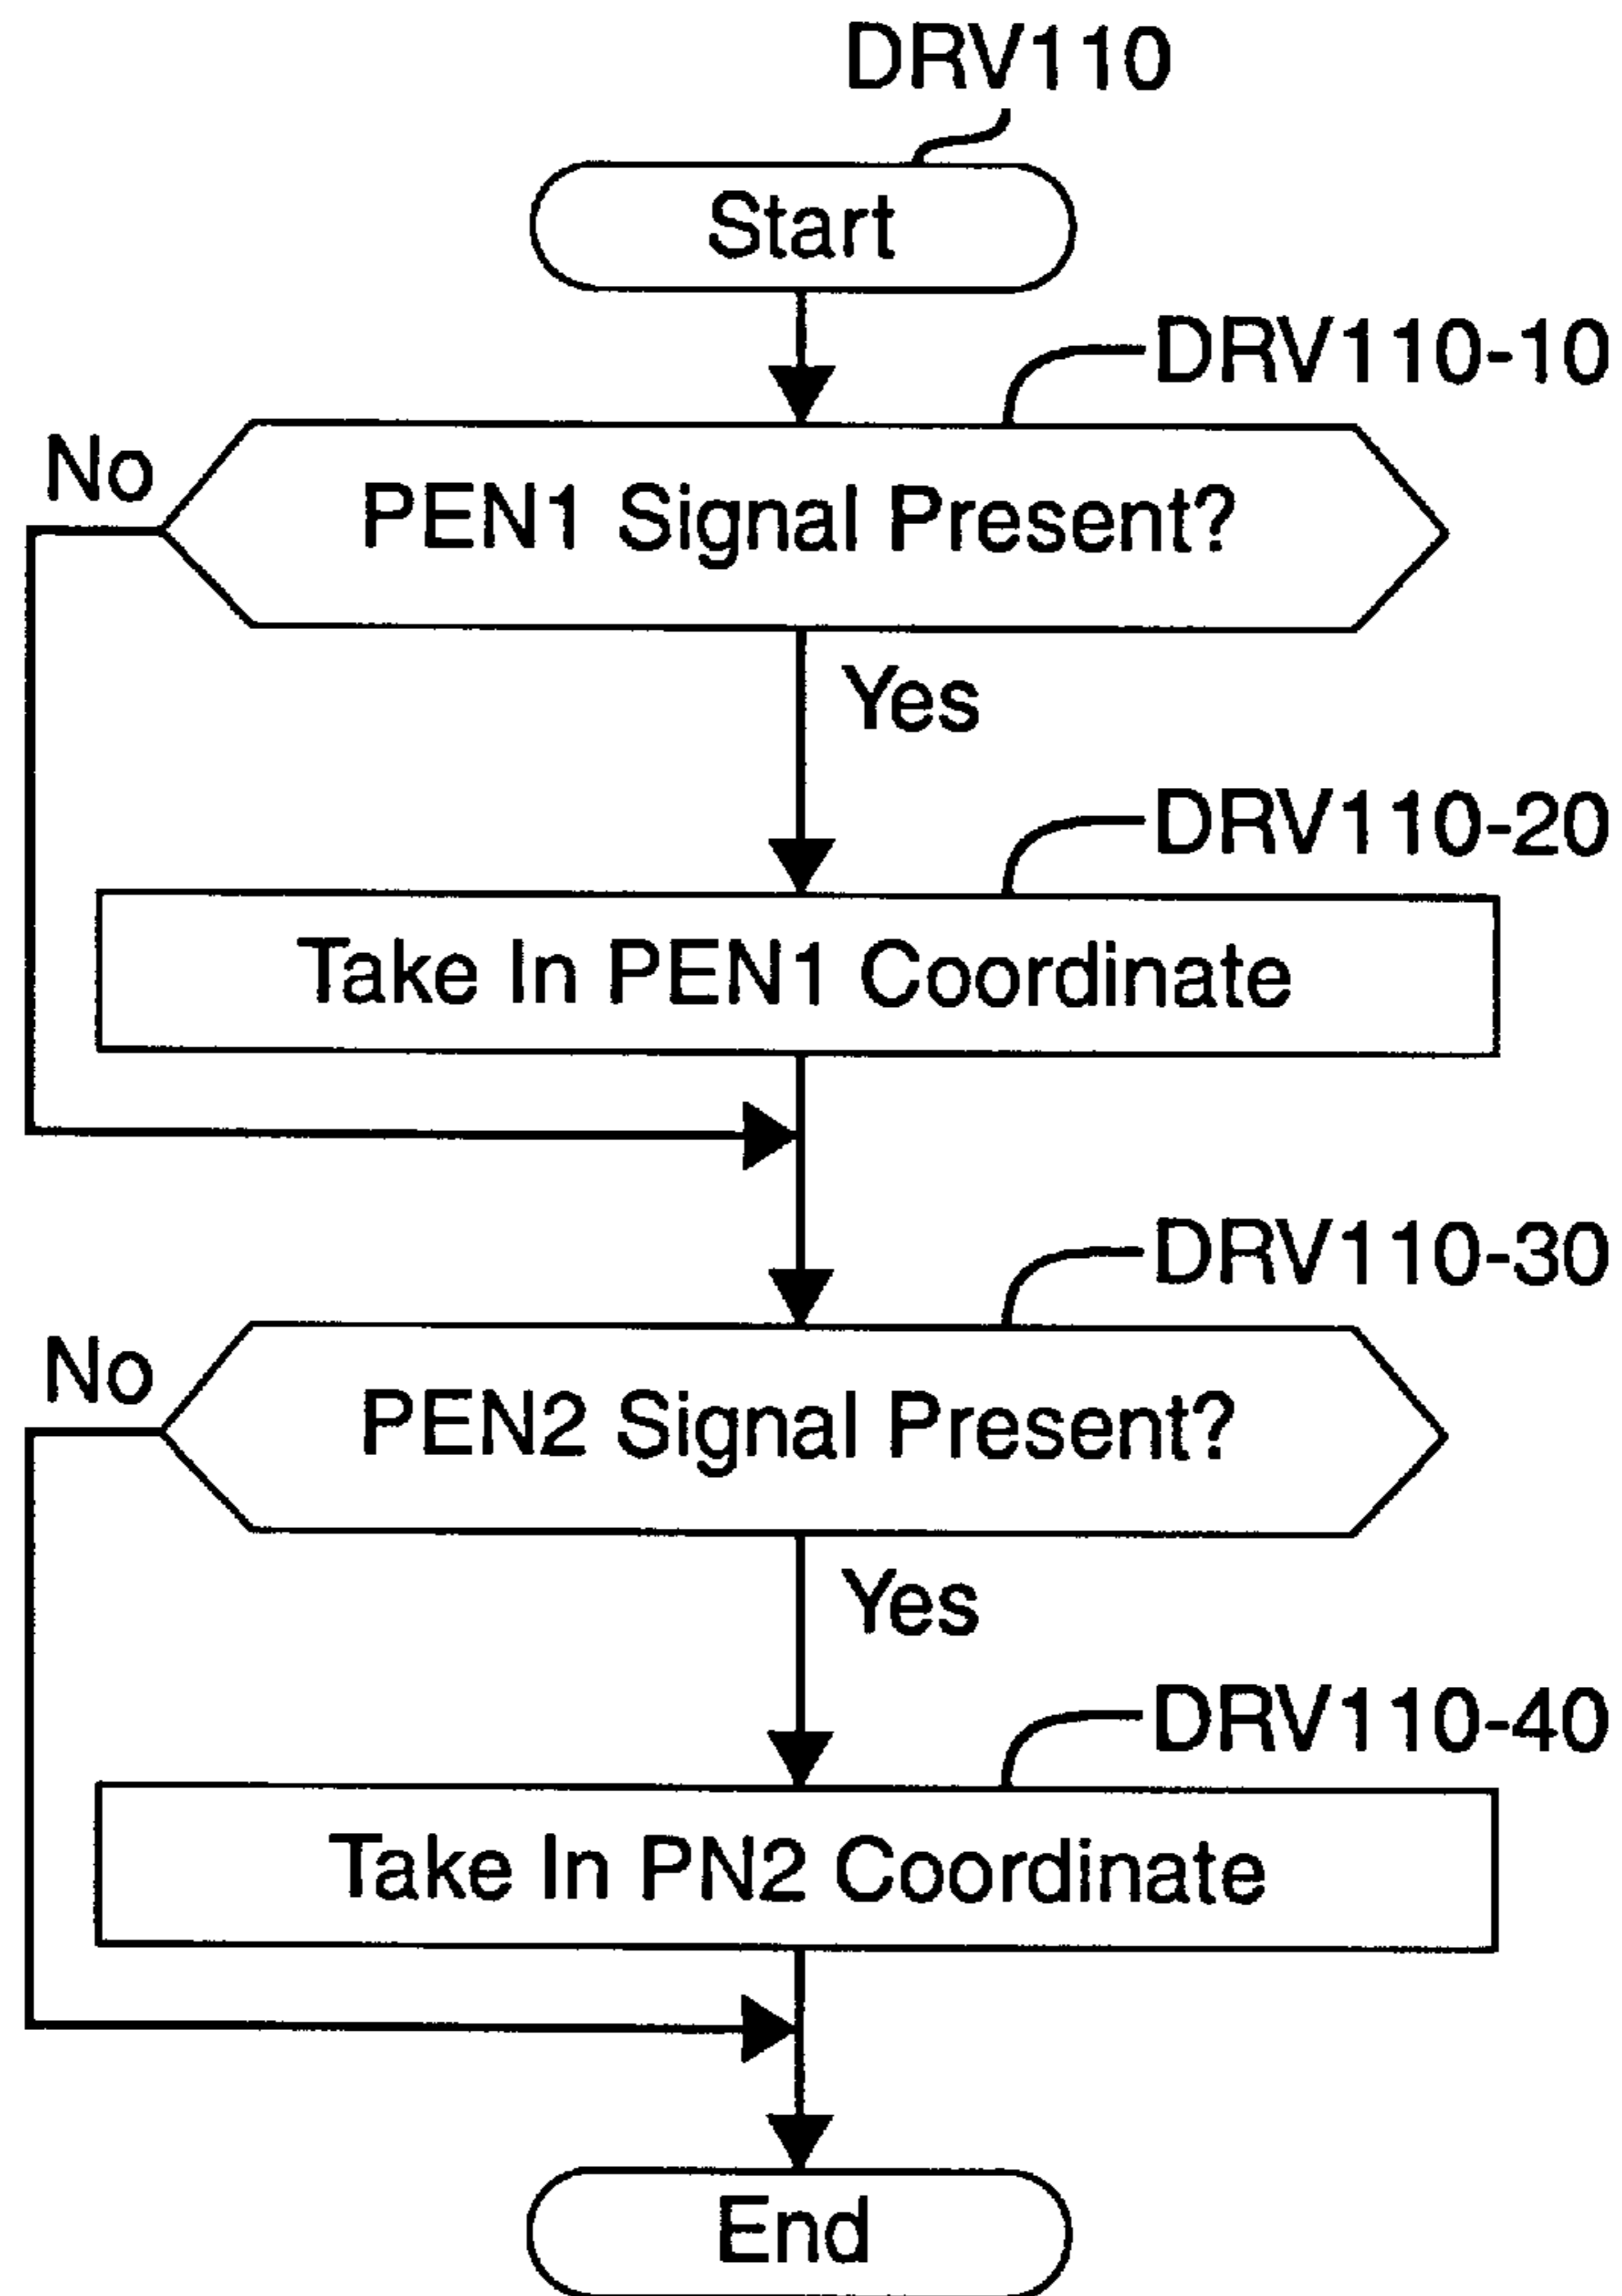 DRV110
Start
DRV110-10
No
PEN1 Signal Present?
Yes
DRV110-20
Take In PEN1 Coordinate
DRV110-30
No
PEN2 Signal Present?
Yes
DRV110-40
Take In PN2 Coordinate
End